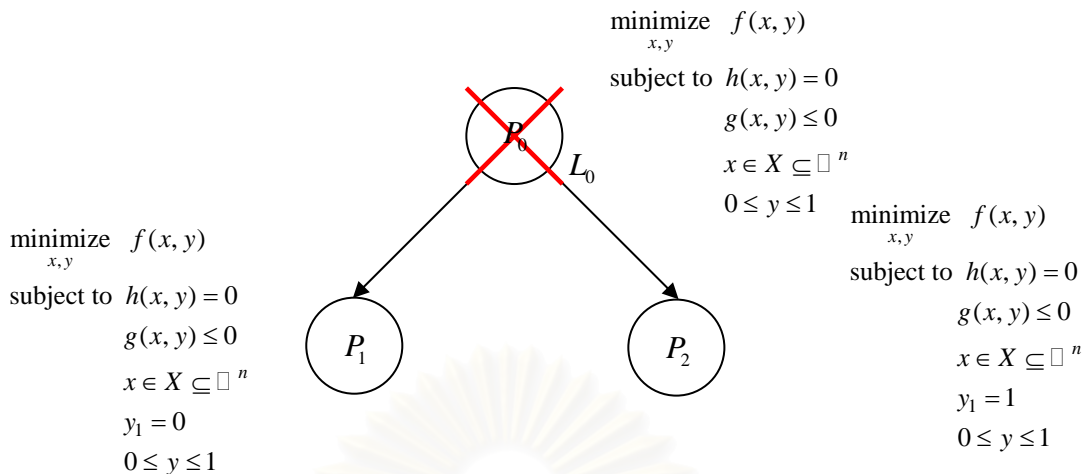 minimize f(x, y)
x, y
subject to h(x, y) = 0
g(x, y) ≤ 0
x ∈ X ⊆ □ ⁿ
0 ≤ y ≤ 1
P₀
L₀
minimize f(x, y)
x, y
subject to h(x, y) = 0
g(x, y) ≤ 0
x ∈ X ⊆ □ ⁿ
y₁ = 0
0 ≤ y ≤ 1
P₁
P₂
minimize f(x, y)
x, y
subject to h(x, y) = 0
g(x, y) ≤ 0
x ∈ X ⊆ □ ⁿ
y₁ = 1
0 ≤ y ≤ 1